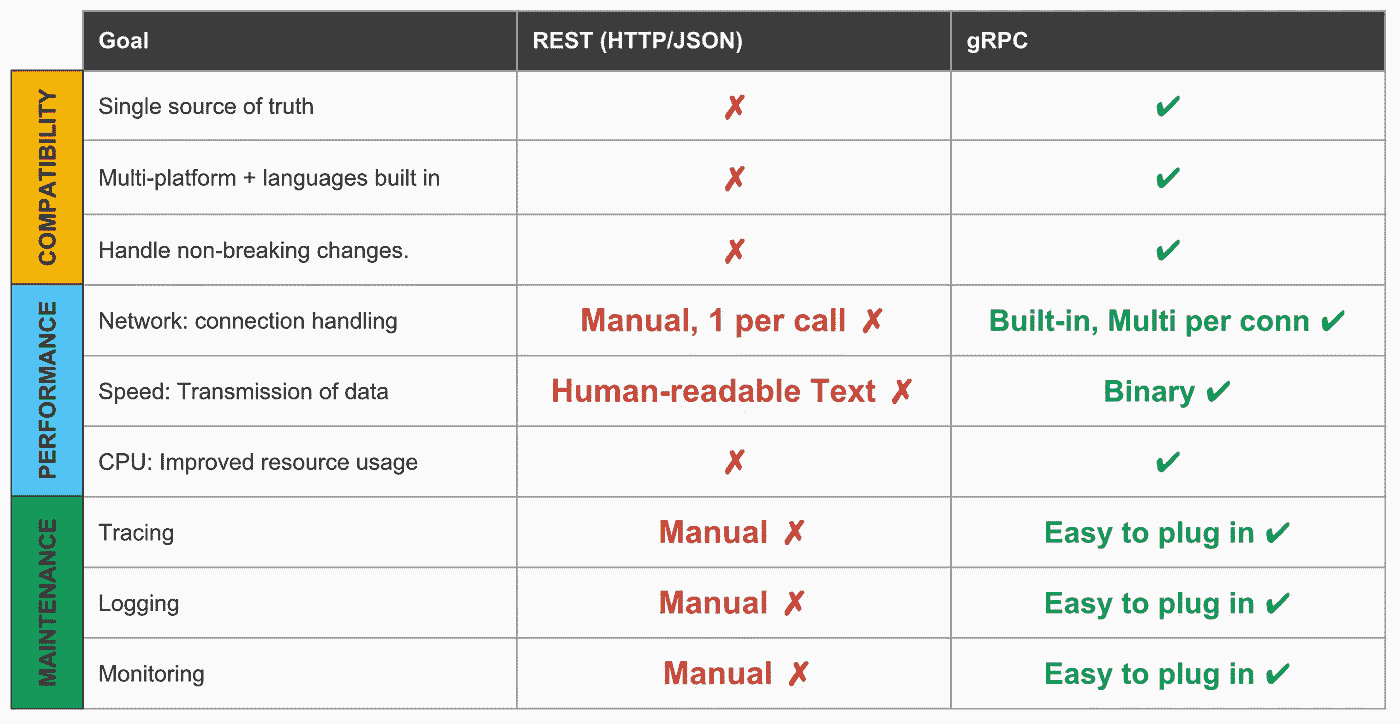 Goal REST (HTTP/JSON) gRPC
COMPATIBILITY
Single source of truth ✗ ✔
Multi-platform + languages built in ✗ ✔
Handle non-breaking changes. ✗ ✔
PERFORMANCE
Network: connection handling Manual, 1 per call ✗ Built-in, Multi per conn ✔
Speed: Transmission of data Human-readable Text ✗ Binary ✔
CPU: Improved resource usage ✗ ✔
MAINTENANCE
Tracing Manual ✗ Easy to plug in ✔
Logging Manual ✗ Easy to plug in ✔
Monitoring Manual ✗ Easy to plug in ✔